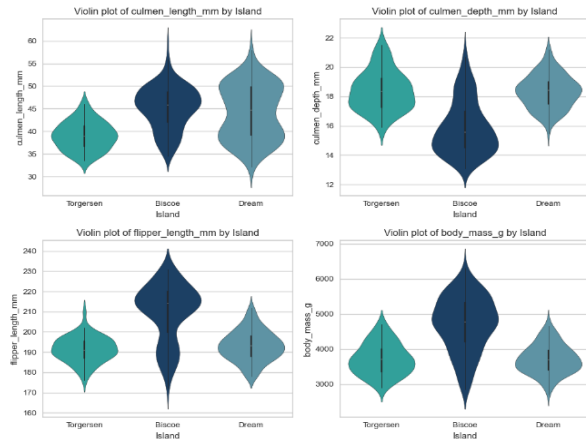 Violin plot of culmen_length_mm by Island
culmen_length_mm
60
55
50
45
40
35
30
Torgersen Biscoe Dream
Island
Violin plot of culmen_depth_mm by Island
culmen_depth_mm
22
20
18
16
14
12
Torgersen Biscoe Dream
Island
Violin plot of flipper_length_mm by Island
flipper_length_mm
240
230
220
210
200
190
180
170
160
Torgersen Biscoe Dream
Island
Violin plot of body_mass_g by Island
body_mass_g
7000
6000
5000
4000
3000
Torgersen Biscoe Dream
Island